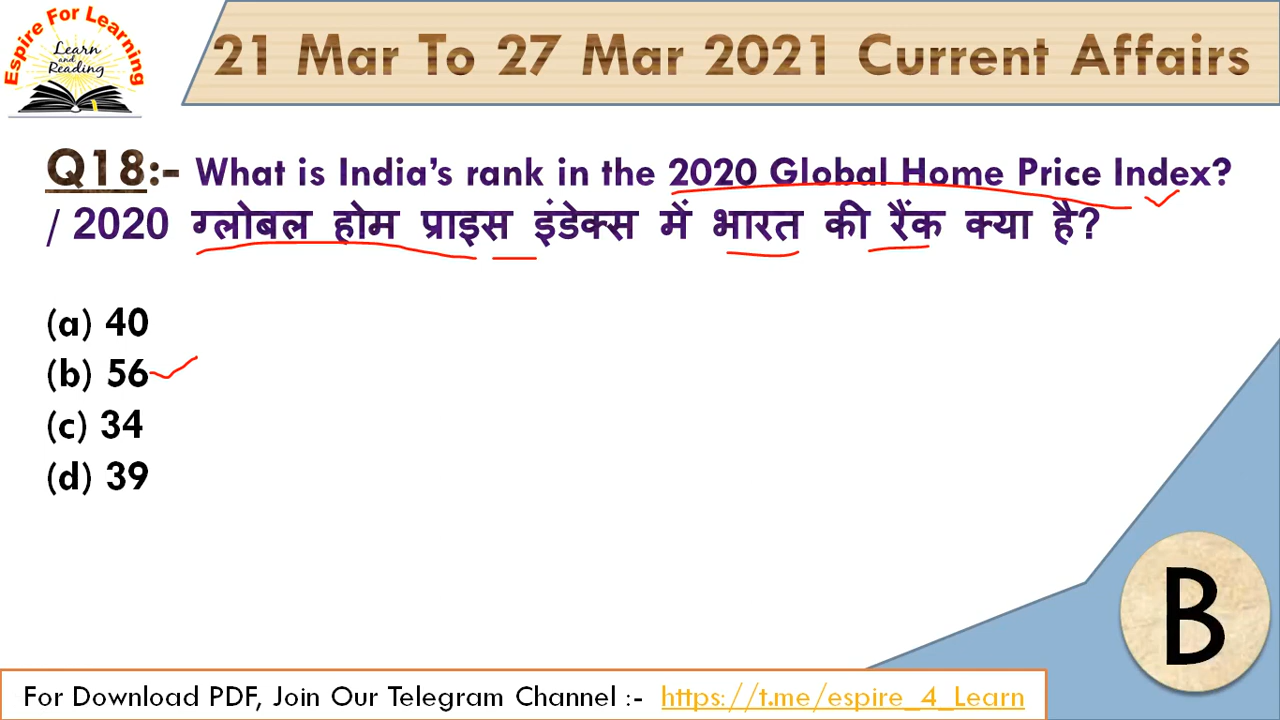 Espire For Learning
Learn
and
Reading
21 Mar To 27 Mar 2021 Current Affairs
Q18:- What is India's rank in the 2020 Global Home Price Index?
/ 2020 ग्लोबल होम प्राइस इंडेक्स में भारत की रैंक क्या है?
(a) 40
(b) 56
(c) 34
(d) 39
B
For Download PDF, Join Our Telegram Channel :- https://t.me/espire_4_Learn